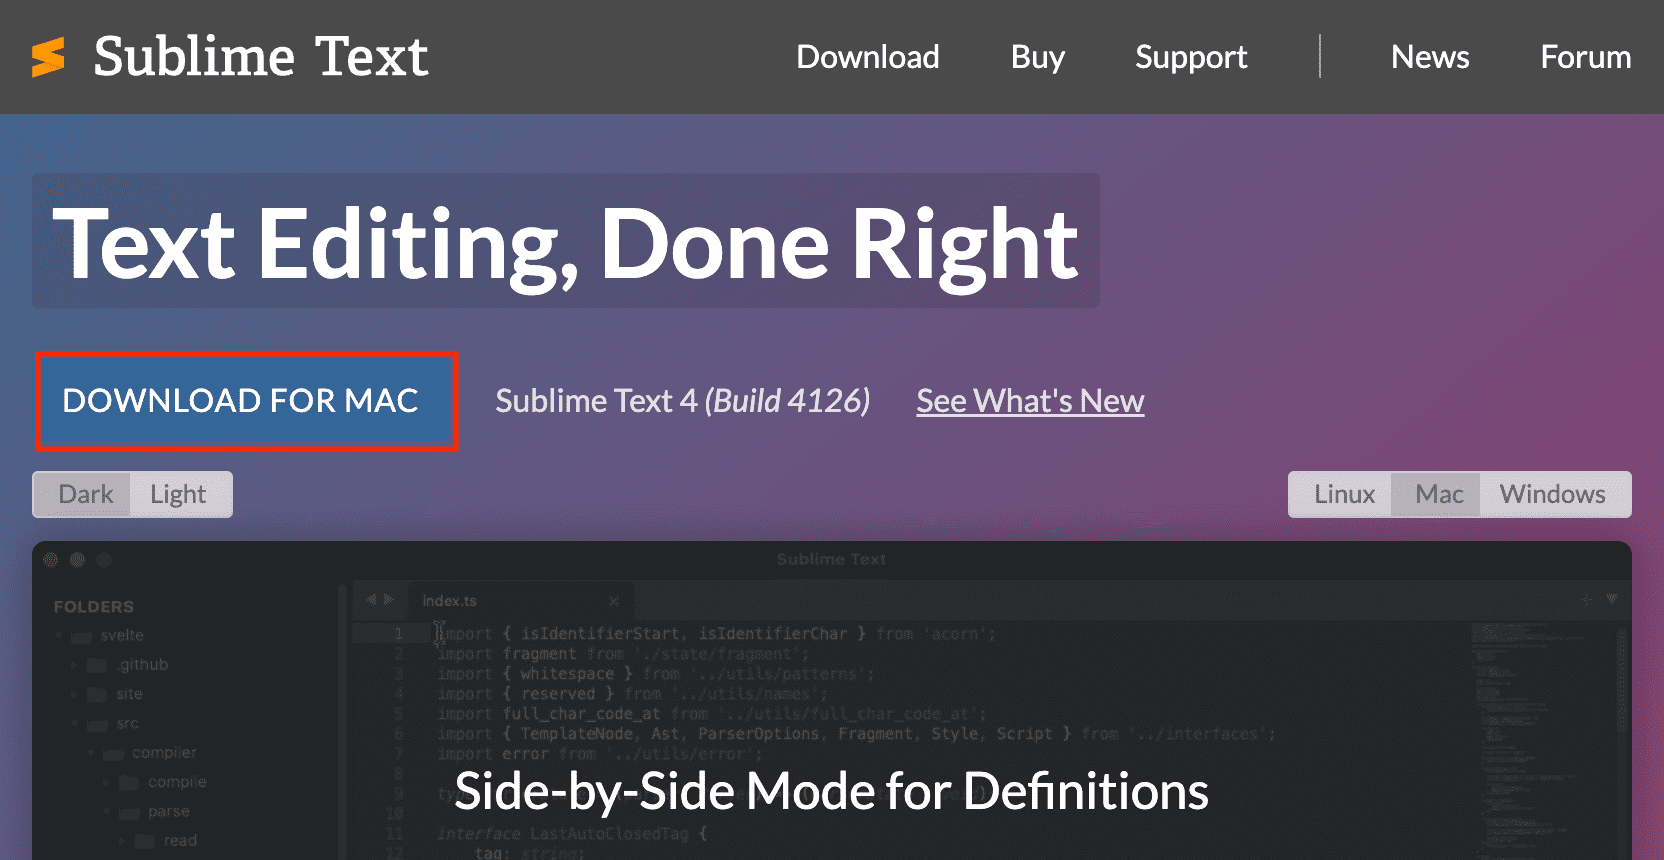 Sublime Text
Download Buy Support News Forum
Text Editing, Done Right
DOWNLOAD FOR MAC
Sublime Text 4 (Build 4126) See What's New
Dark Light
Linux Mac Windows
Sublime Text
FOLDERS
svelte
.github
site
src
compiler
compile
parse
read
index.ts
1 import { isIdentifierStart, isIdentifierChar } from 'acorn';
2 import fragment from './state/fragment';
3 import { whitespace } from '../utils/patterns';
4 import { reserved } from '../utils/names';
5 import full_char_code_at from '../utils/full_char_code_at';
6 import { TemplateNode, Ast, ParserOptions, Fragment, Style, Script } from '../interfaces';
7 import error from '../utils/error';
8
9
Side-by-Side Mode for Definitions
10
11 interface LastAutoClosedTag {
12 tag: string;